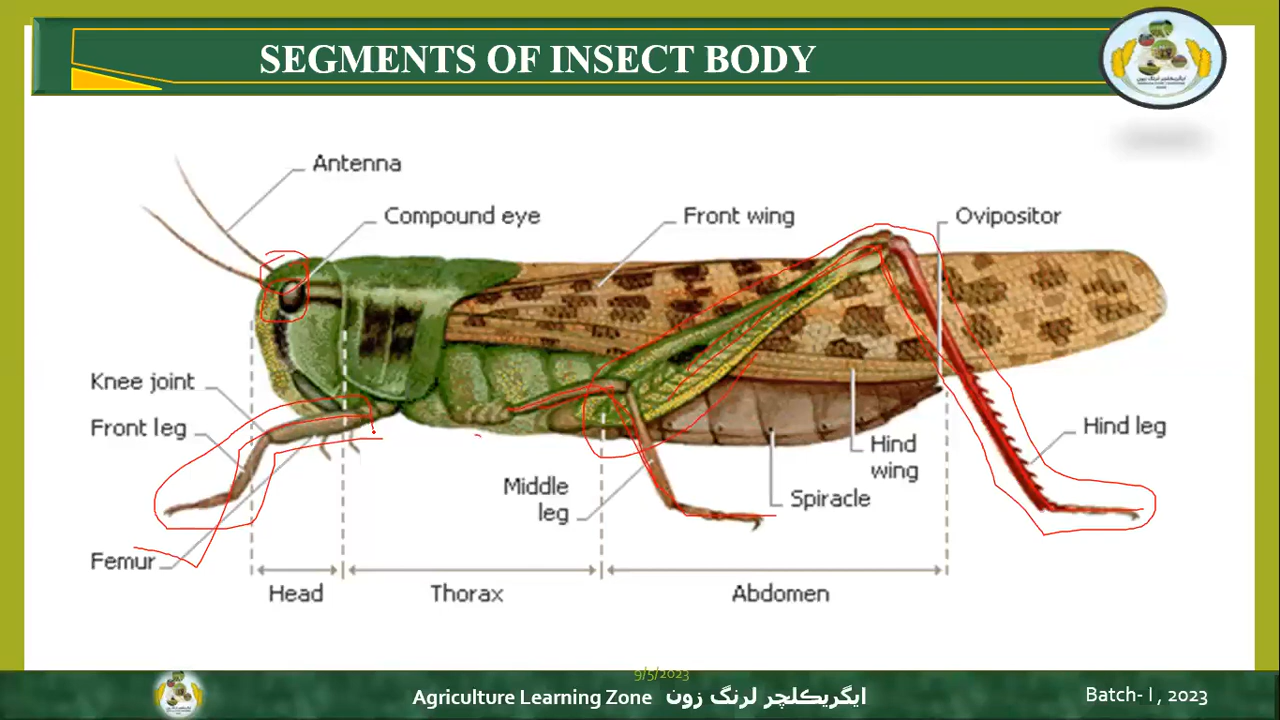 SEGMENTS OF INSECT BODY
Antenna
Compound eye
Front wing
Ovipositor
Knee joint
Front leg
Hind leg
Hind
wing
Middle
leg
Spiracle
Femur
Head
Thorax
Abdomen
9/5/2023
Agriculture Learning Zone ایگریکلچر لرنگ زون
Batch- I , 2023